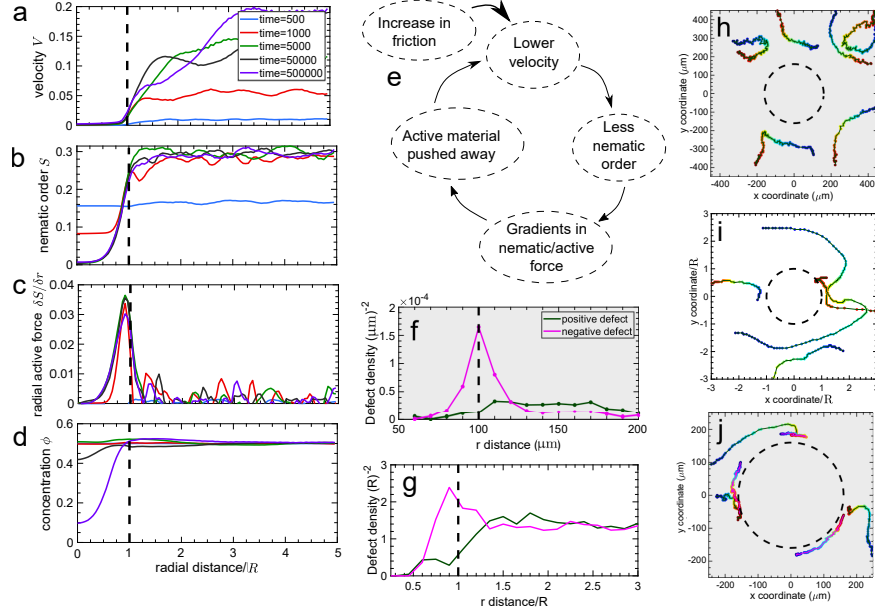 a
velocity V
0.2
0.15
0.1
0.05
0
time=500
time=1000
time=5000
time=50000
time=500000
b
nematic order S
0.3
0.2
0.1
0
c
radial active force δS/δr
0.04
0.03
0.02
0.01
0
d
concentration ϕ
0.6
0.4
0.2
0
0
1
2
3
4
5
radial distance/R
e
Increase in
friction
Lower
velocity
Less
nematic
order
Gradients in
nematic/active
force
Active material
pushed away
f
×10⁻⁴
Defect density (μm)⁻²
2
1.5
1
0.5
0
positive defect
negative defect
60
80
100
120
140
160
180
200
r distance (μm)
g
Defect density (R)⁻²
3
2
1
0
0.5
1
1.5
2
2.5
3
r distance/R
h
y coordinate (μm)
400
300
200
100
0
-100
-200
-300
-400
-400
-200
0
200
400
x coordinate (μm)
i
y coordinate/R
3
2
1
0
-1
-2
-3
-3
-2
-1
0
1
2
3
x coordinate/R
j
y coordinate (μm)
200
100
0
-100
-200
-200
-100
0
100
200
x coordinate (μm)